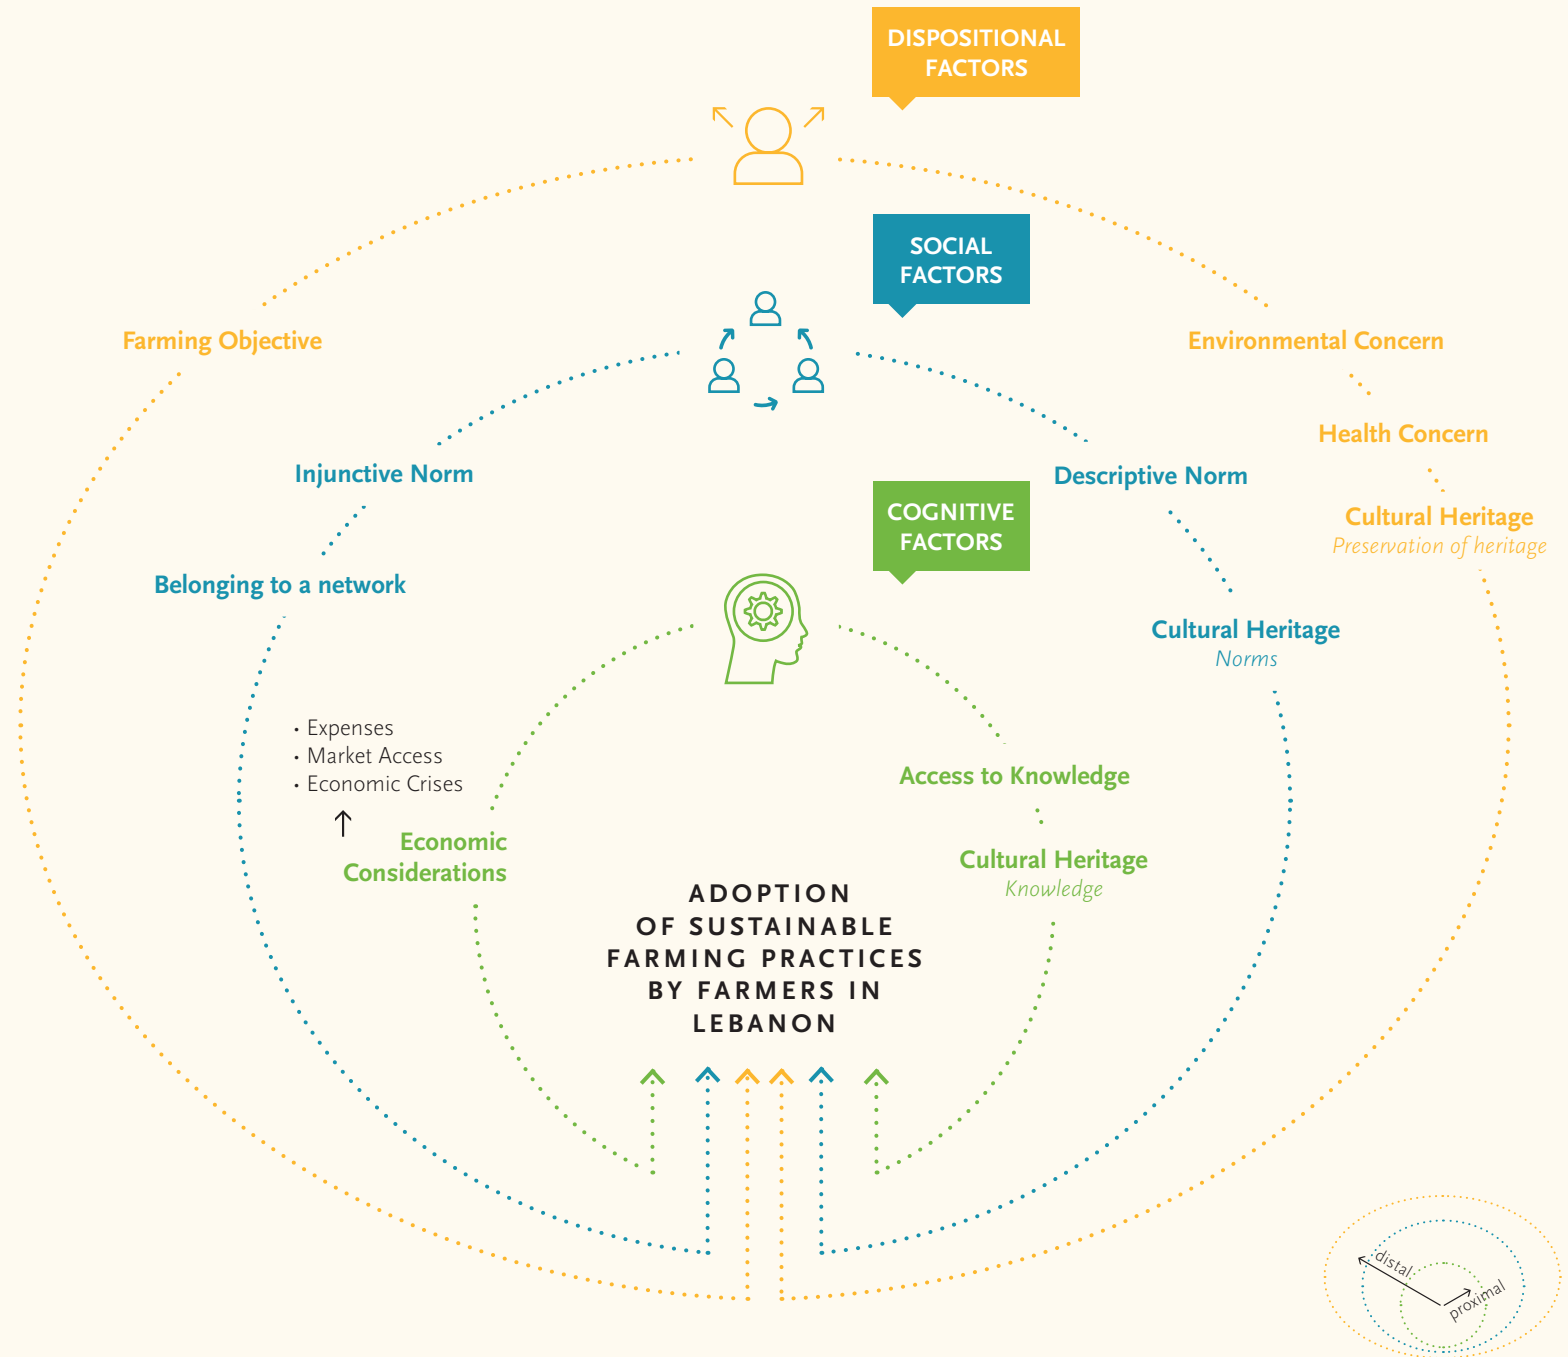 DISPOSITIONAL
FACTORS
SOCIAL
FACTORS
Farming Objective
Environmental Concern
Health Concern
Injunctive Norm
Descriptive Norm
COGNITIVE
FACTORS
Cultural Heritage
Preservation of heritage
Belonging to a network
Cultural Heritage
Norms
• Expenses
• Market Access
• Economic Crises
Access to Knowledge
Economic
Considerations
Cultural Heritage
Knowledge
ADOPTION
OF SUSTAINABLE
FARMING PRACTICES
BY FARMERS IN
LEBANON
distal
proximal